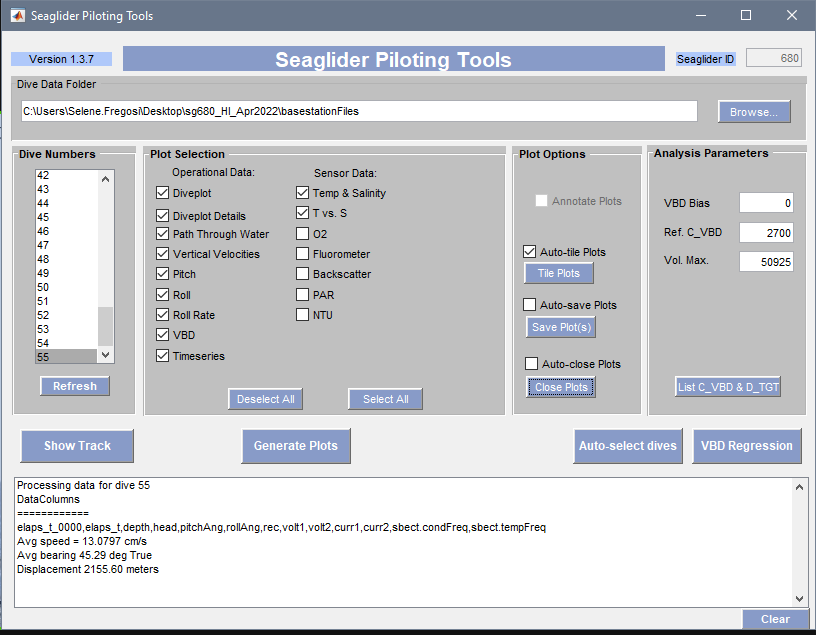 Seaglider Piloting Tools
Version 1.3.7
Seaglider Piloting Tools
Seaglider ID
680
Dive Data Folder
C:\Users\Selene.Fregosi\Desktop\sg680_HI_Apr2022\basestationFiles
Browse...
Dive Numbers
42
43
44
45
46
47
48
49
50
51
52
53
54
55
Refresh
Plot Selection
Operational Data:
Diveplot
Diveplot Details
Path Through Water
Vertical Velocities
Pitch
Roll
Roll Rate
VBD
Timeseries
Sensor Data:
Temp & Salinity
T vs. S
O2
Fluorometer
Backscatter
PAR
NTU
Deselect All
Select All
Plot Options
Annotate Plots
Auto-tile Plots
Tile Plots
Auto-save Plots
Save Plot(s)
Auto-close Plots
Close Plots
Analysis Parameters
VBD Bias
0
Ref. C_VBD
2700
Vol. Max.
50925
List C_VBD & D_TGT
Show Track
Generate Plots
Auto-select dives
VBD Regression
Processing data for dive 55
DataColumns
============
elaps_t_0000,elaps_t,depth,head,pitchAng,rollAng,rec,volt1,volt2,curr1,curr2,sbect.condFreq,sbect.tempFreq
Avg speed = 13.0797 cm/s
Avg bearing 45.29 deg True
Displacement 2155.60 meters
Clear